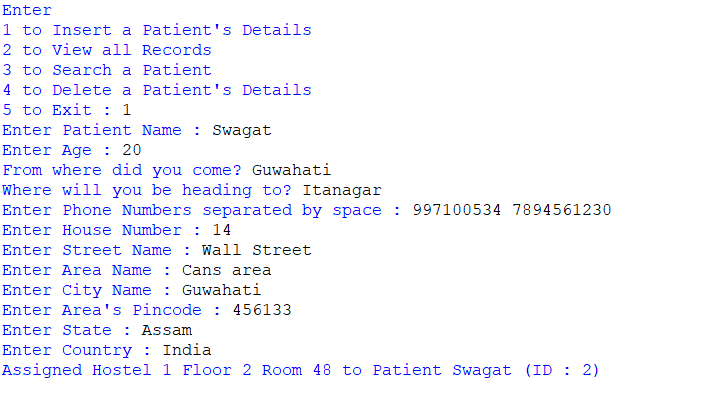 Enter
1 to Insert a Patient's Details
2 to View all Records
3 to Search a Patient
4 to Delete a Patient's Details
5 to Exit : 1
Enter Patient Name : Swagat
Enter Age : 20
From where did you come? Guwahati
Where will you be heading to? Itanagar
Enter Phone Numbers separated by space : 997100534 7894561230
Enter House Number : 14
Enter Street Name : Wall Street
Enter Area Name : Cans area
Enter City Name : Guwahati
Enter Area's Pincode : 456133
Enter State : Assam
Enter Country : India
Assigned Hostel 1 Floor 2 Room 48 to Patient Swagat (ID : 2)